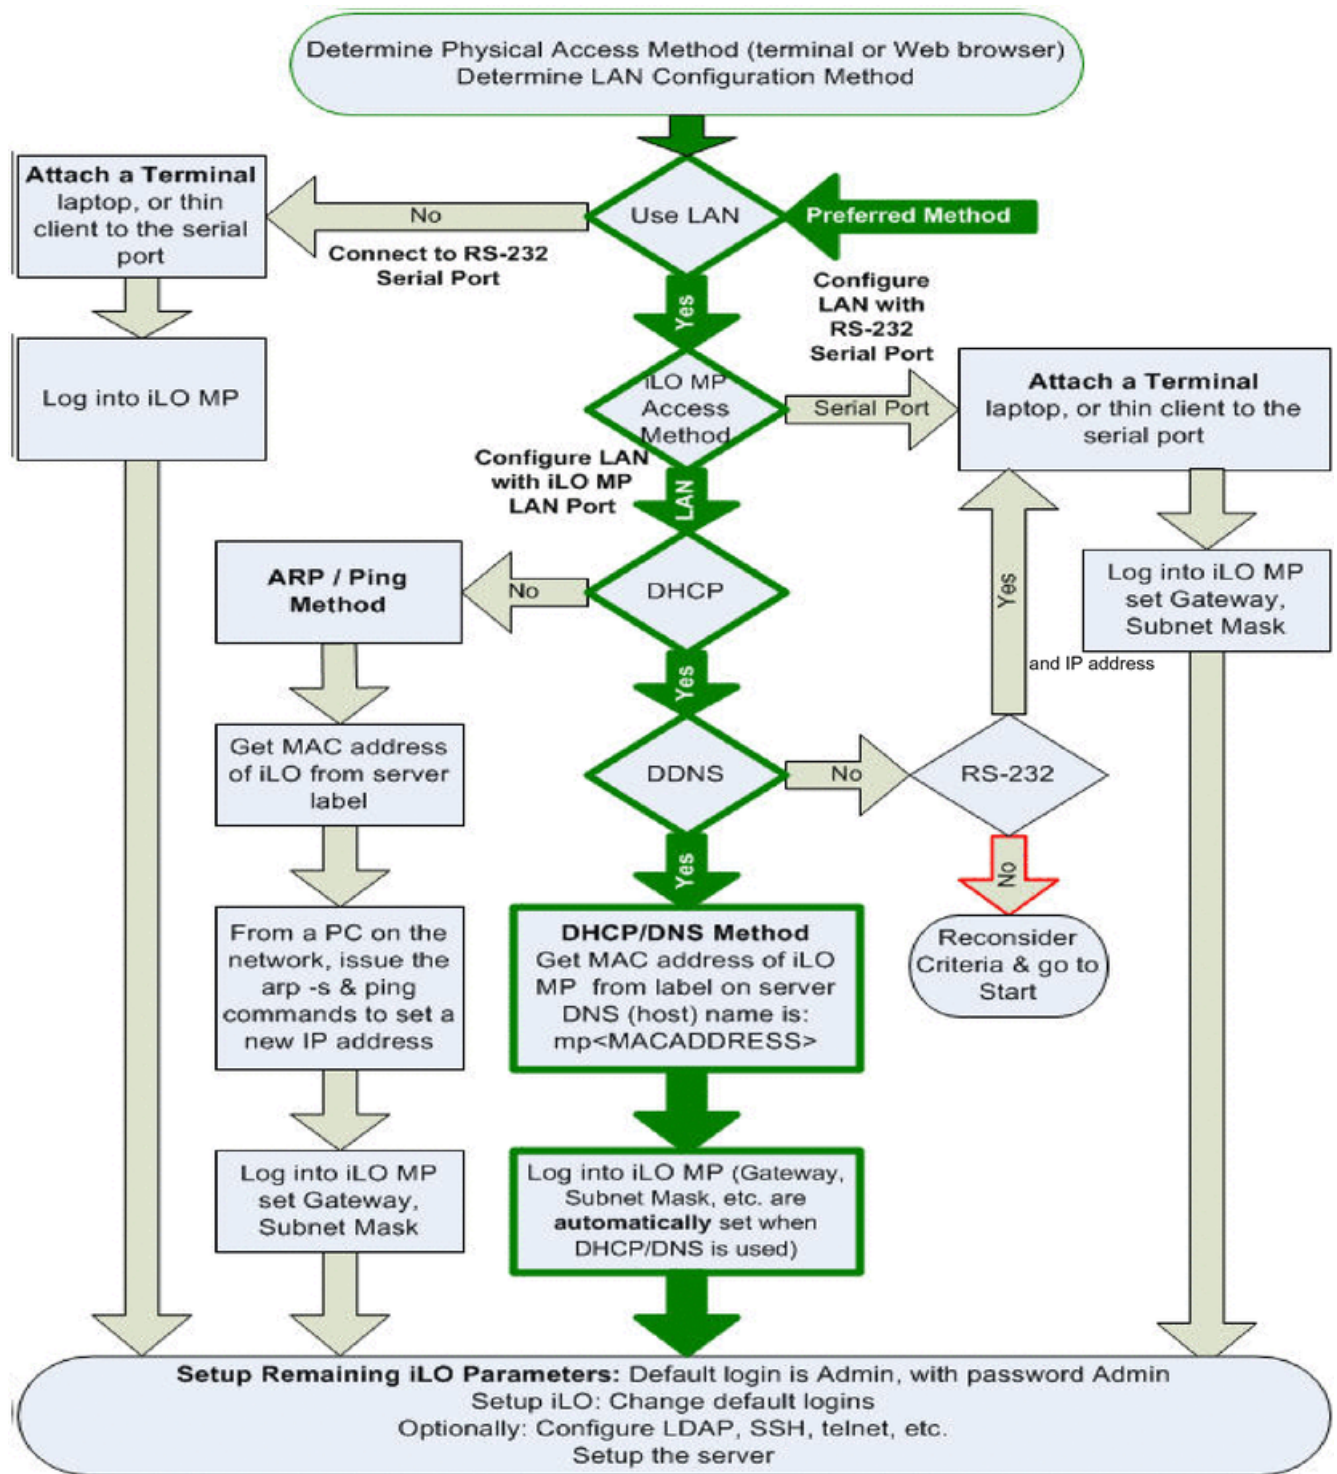 Determine Physical Access Method (terminal or Web browser)
Determine LAN Configuration Method
Attach a Terminal
laptop, or thin
client to the serial
port
No
Use LAN
Preferred Method
Connect to RS-232
Serial Port
Yes
Configure
LAN with
RS-232
Serial Port
Log into iLO MP
iLO MP
Access
Method
Serial Port
Attach a Terminal
laptop, or thin client to the
serial port
Configure LAN
with iLO MP
LAN Port
LAN
ARP / Ping
Method
No
DHCP
Yes
Log into iLO MP
set Gateway,
Subnet Mask
and IP address
Yes
Get MAC address
of iLO from server
label
DDNS
No
RS-232
Yes
No
From a PC on the
network, issue the
arp -s & ping
commands to set a
new IP address
DHCP/DNS Method
Get MAC address of iLO
MP from label on server
DNS (host) name is:
mp<MACADDRESS>
Reconsider
Criteria & go to
Start
Log into iLO MP
set Gateway,
Subnet Mask
Log into iLO MP (Gateway,
Subnet Mask, etc. are
automatically set when
DHCP/DNS is used)
Setup Remaining iLO Parameters: Default login is Admin, with password Admin
Setup iLO: Change default logins
Optionally: Configure LDAP, SSH, telnet, etc.
Setup the server